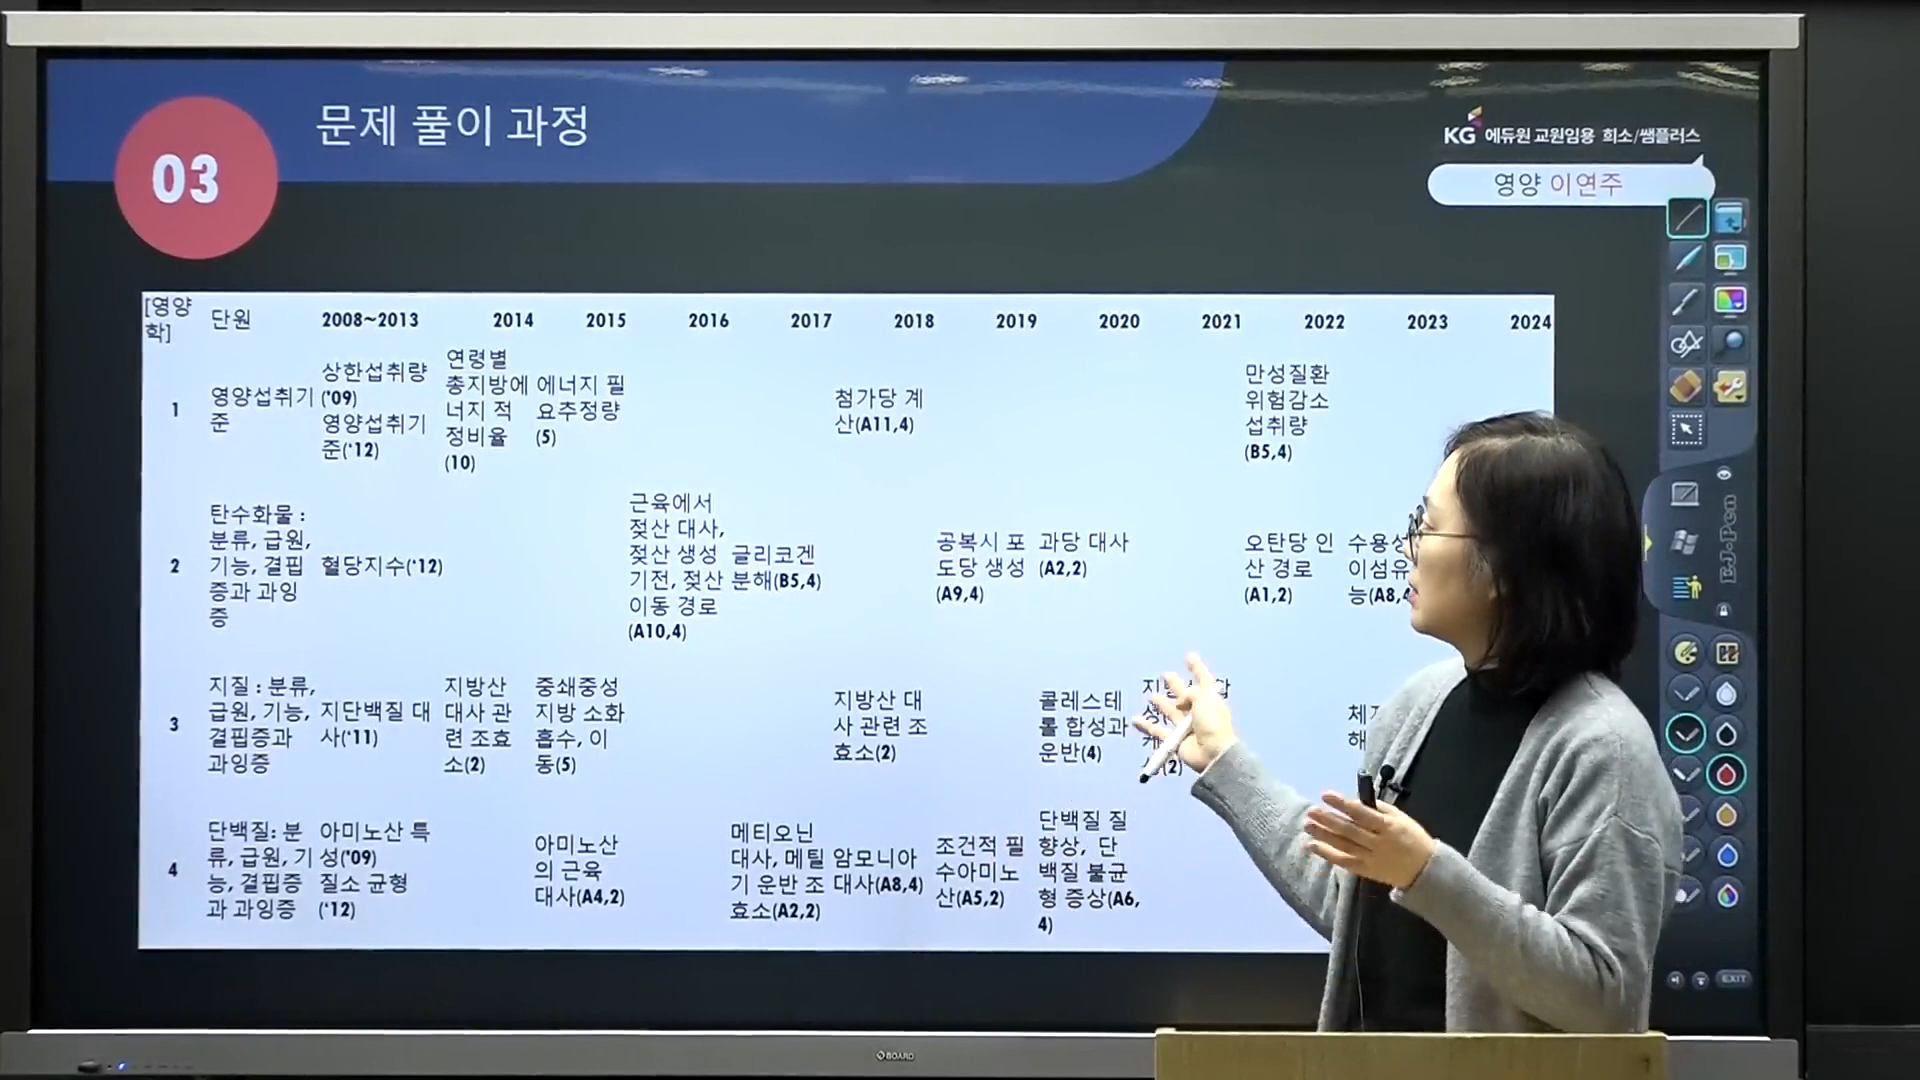 03
문제 풀이 과정
KG 에듀원 교원임용 희소/쌤플러스
영양 이연주
[영양
학]
단원
2008~2013
2014
2015
2016
2017
2018
2019
2020
2021
2022
2023
2024
1
영양섭취기
준
상한섭취량
('09)
영양섭취기
준('12)
연령별
총지방에
너지 적
정비율
(10)
에너지 필
요추정량
(5)
첨가당 계
산(A11,4)
만성질환
위험감소
섭취량
(B5,4)
2
탄수화물 :
분류, 급원,
기능, 결핍
증과 과잉
증
혈당지수('12)
근육에서
젖산 대사,
젖산 생성
기전, 젖산
이동 경로
(A10,4)
글리코겐
분해(B5,4)
공복시 포
도당 생성
(A9,4)
과당 대사
(A2,2)
오탄당 인
산 경로
(A1,2)
수용성
이섬유
능(A8,4
3
지질 : 분류,
급원, 기능,
결핍증과
과잉증
지단백질 대
사('11)
지방산
대사 관
련 조효
소(2)
중쇄중성
지방 소화
흡수, 이
동(5)
지방산 대
사 관련 조
효소(2)
콜레스테
롤 합성과
운반(4)
(2)
해
4
단백질: 분
류, 급원, 기
능, 결핍증
과 과잉증
아미노산 특
성('09)
질소 균형
('12)
아미노산
의 근육
대사(A4,2)
메티오닌
대사, 메틸
기 운반 조
효소(A2,2)
암모니아
대사(A8,4)
조건적 필
수아미노
산(A5,2)
단백질 질
향상, 단
백질 불균
형 증상(A6,
4)
E.J-Pen
EXIT
BOARD